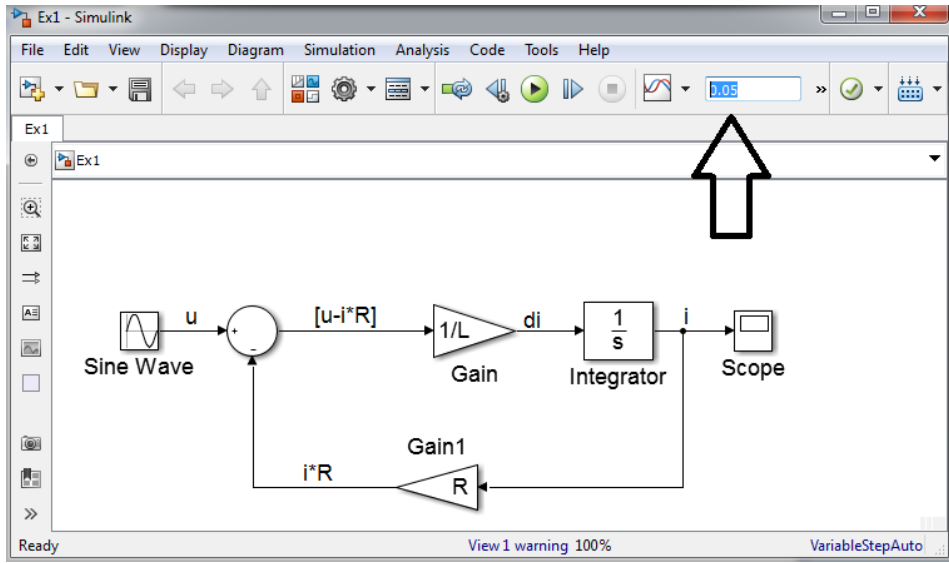 Ex1 - Simulink
File Edit View Display Diagram Simulation Analysis Code Tools Help
0.05 »
Ex1
Ex1
u
[u-i*R]
di
i
+
-
1/L
1
s
Sine Wave
Gain
Integrator
Scope
Gain1
i*R
R
»
Ready View 1 warning 100% VariableStepAuto